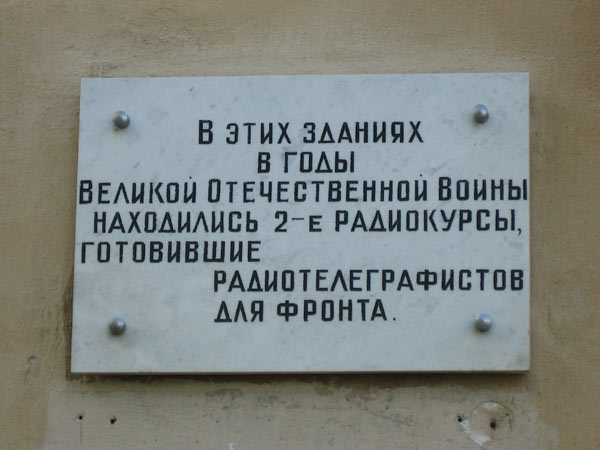 В ЭТИХ ЗДАНИЯХ
В ГОДЫ
ВЕЛИКОЙ ОТЕЧЕСТВЕННОЙ ВОЙНЫ
НАХОДИЛИСЬ 2-Е РАДИОКУРСЫ,
ГОТОВИВШИЕ
РАДИОТЕЛЕГРАФИСТОВ
ДЛЯ ФРОНТА.